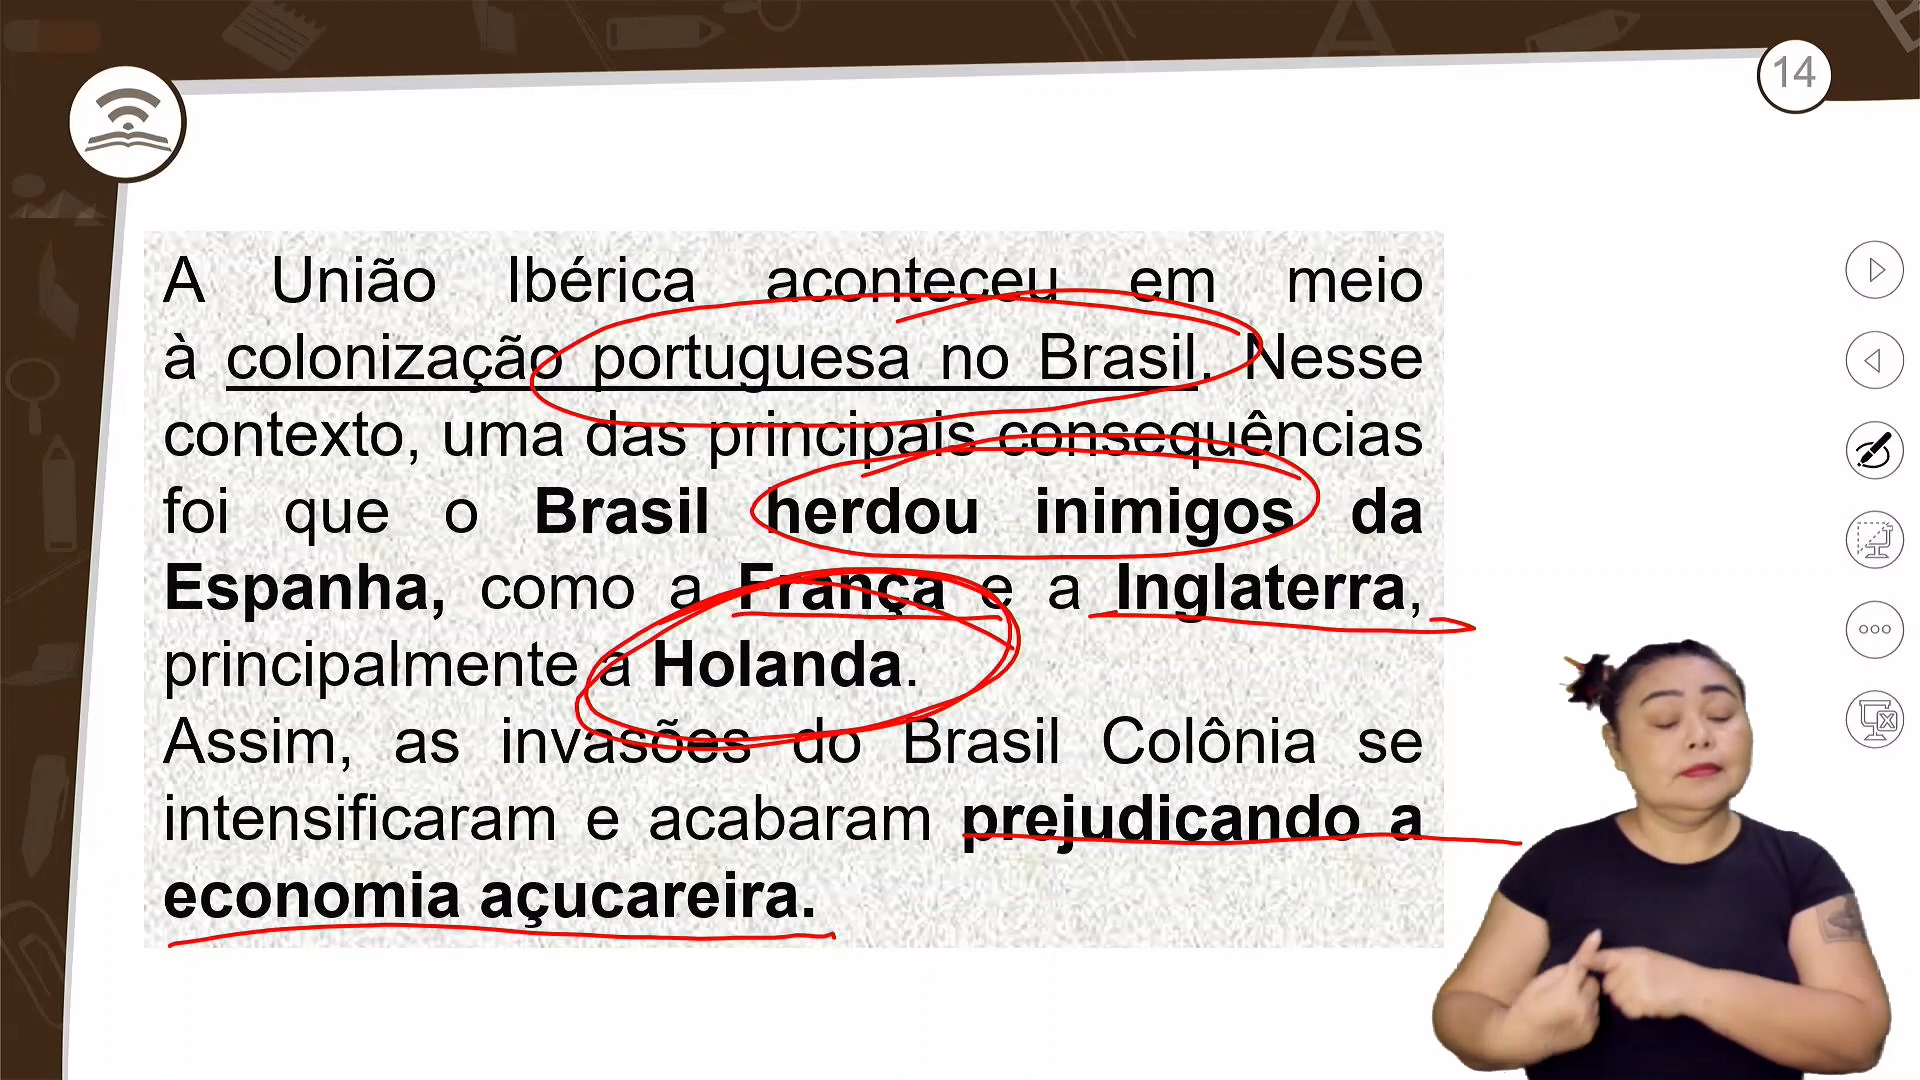 14
A União Ibérica aconteceu em meio
à colonização portuguesa no Brasil. Nesse
contexto, uma das principais consequências
foi que o Brasil herdou inimigos da
Espanha, como a França e a Inglaterra,
principalmente a Holanda.
Assim, as invasões do Brasil Colônia se
intensificaram e acabaram prejudicando a
economia açucareira.